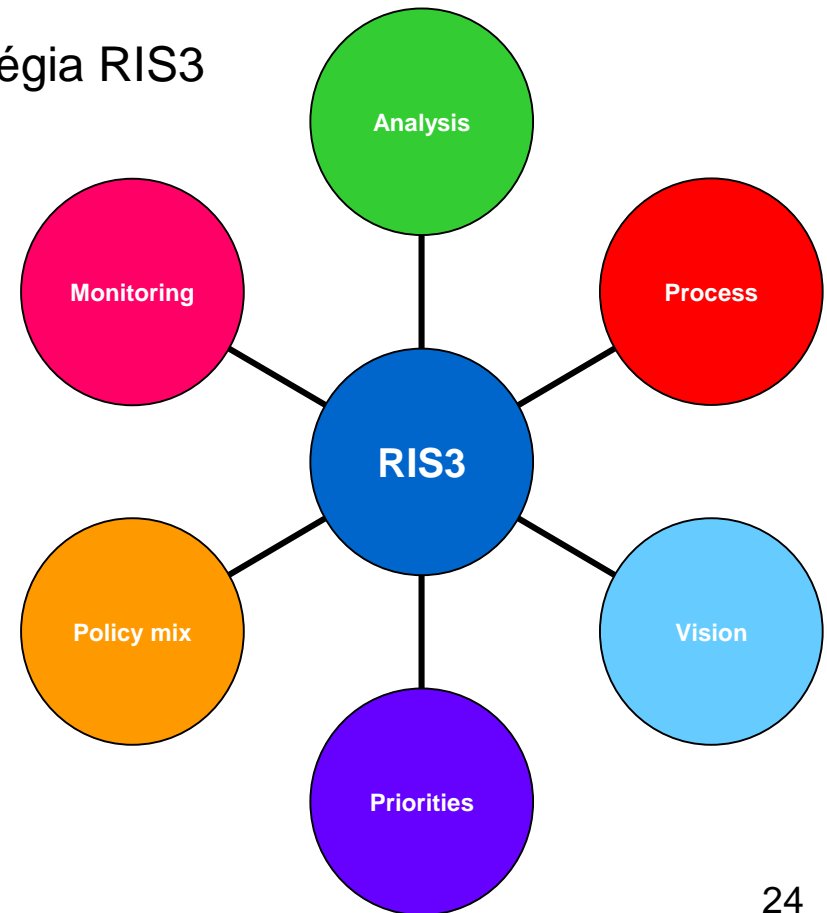 égia RIS3
Analysis
Process
Vision
Priorities
Policy mix
Monitoring
RIS3
24